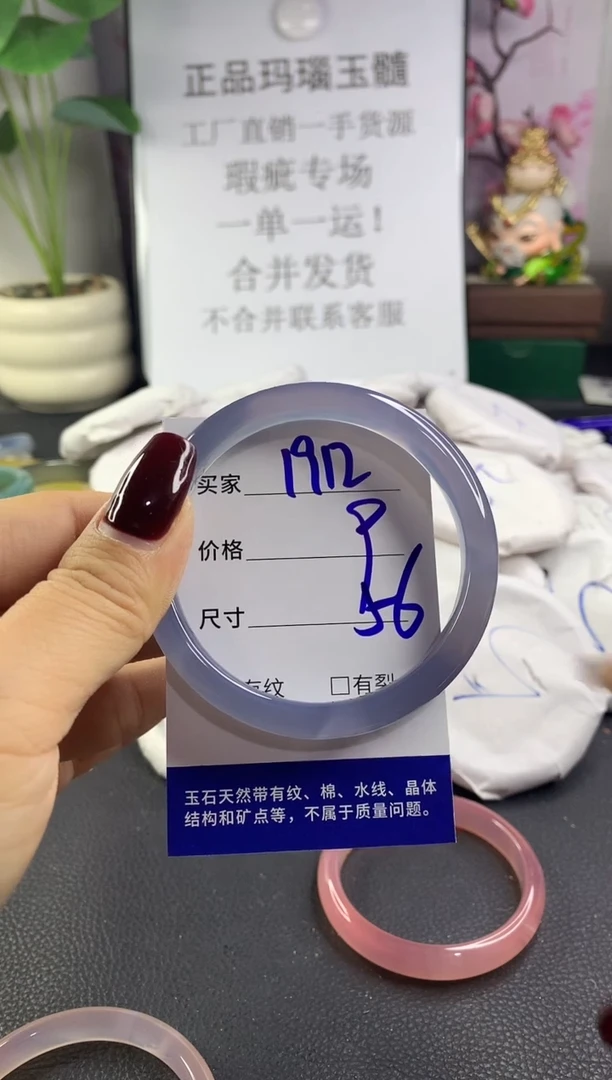 正品玛瑙玉髓
工厂直销一手货源
瑕疵专场
一单一运！
合并发货
不合并联系客服
买家
价格
尺寸 56
有纹 □有裂
玉石天然带有纹、棉、水线、晶体
结构和矿点等，不属于质量问题。